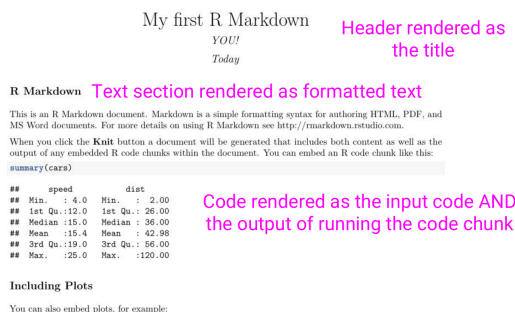 My first R Markdown
YOU!
Today
Header rendered as
the title
R Markdown
Text section rendered as formatted text
This is an R Markdown document. Markdown is a simple formatting syntax for authoring HTML, PDF, and
MS Word documents. For more details on using R Markdown see http://rmarkdown.rstudio.com.
When you click the Knit button a document will be generated that includes both content as well as the
output of any embedded R code chunks within the document. You can embed an R code chunk like this:
summary(cars)
##      speed           dist
## Min.   : 4.0   Min.   :  2.00
## 1st Qu.:12.0   1st Qu.: 26.00
## Median :15.0   Median : 36.00
## Mean   :15.4   Mean   : 42.98
## 3rd Qu.:19.0   3rd Qu.: 56.00
## Max.   :25.0   Max.   :120.00
Code rendered as the input code AND
the output of running the code chunk
Including Plots
You can also embed plots, for example: